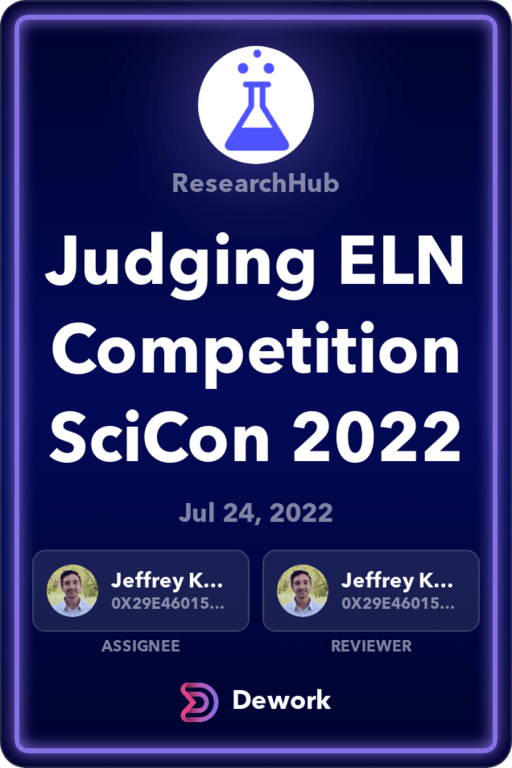 ResearchHub
Judging ELN
Competition
SciCon 2022
Jul 24, 2022
Jeffrey K...
0X29E46015...
ASSIGNEE
Jeffrey K...
0X29E46015...
REVIEWER
Dework